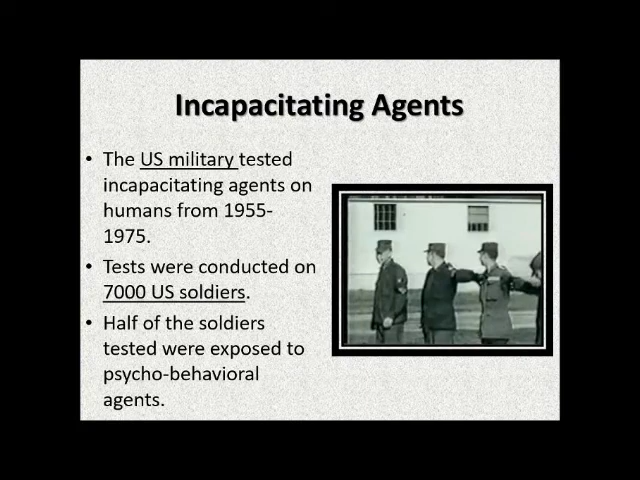 Incapacitating Agents
• The US military tested
incapacitating agents on
humans from 1955-
1975.
• Tests were conducted on
7000 US soldiers.
• Half of the soldiers
tested were exposed to
psycho-behavioral
agents.